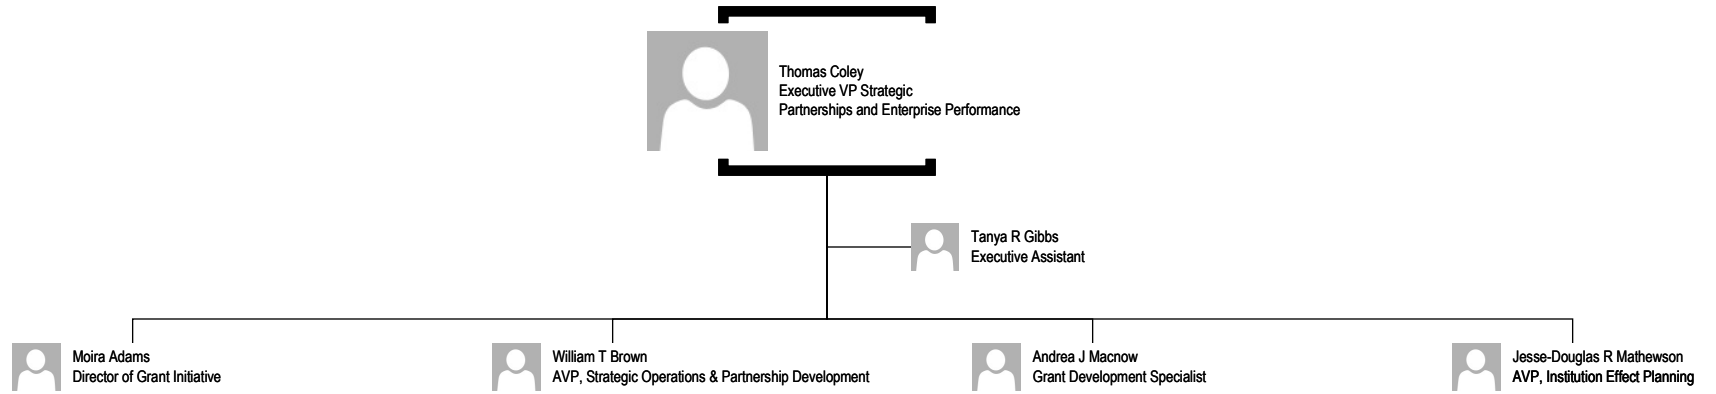 Thomas Coley
Executive VP Strategic
Partnerships and Enterprise Performance
Tanya R Gibbs
Executive Assistant
Moira Adams
Director of Grant Initiative
William T Brown
AVP, Strategic Operations & Partnership Development
Andrea J Macnow
Grant Development Specialist
Jesse-Douglas R Mathewson
AVP, Institution Effect Planning